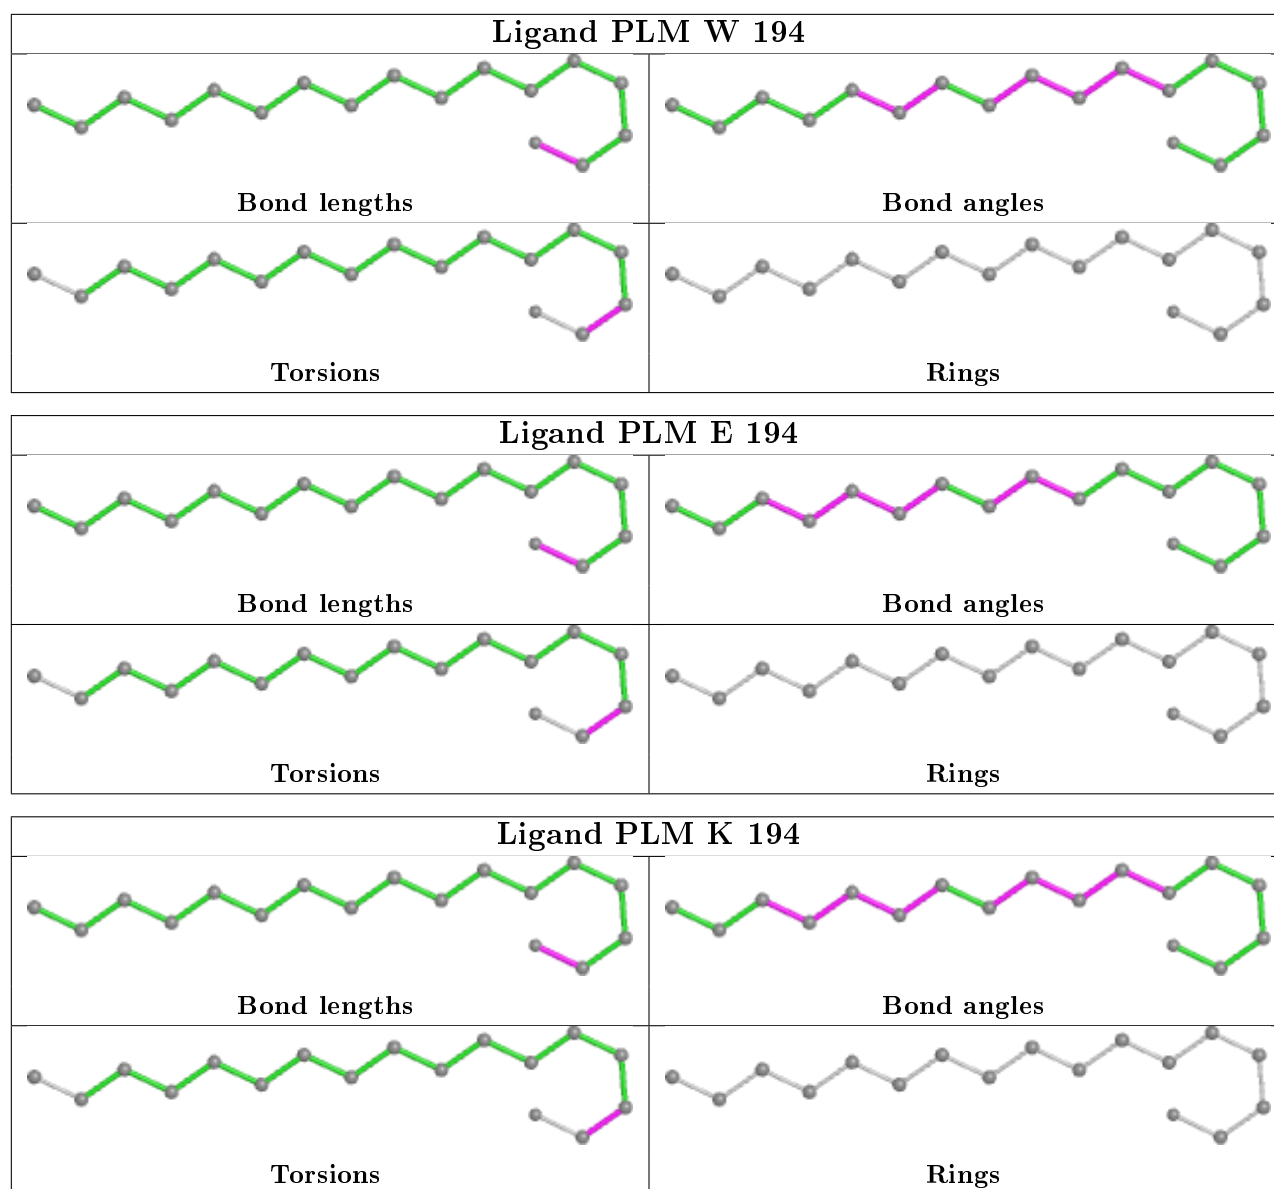 Ligand PLM W 194
Bond lengths
Bond angles
Torsions
Rings
Ligand PLM E 194
Bond lengths
Bond angles
Torsions
Rings
Ligand PLM K 194
Bond lengths
Bond angles
Torsions
Rings